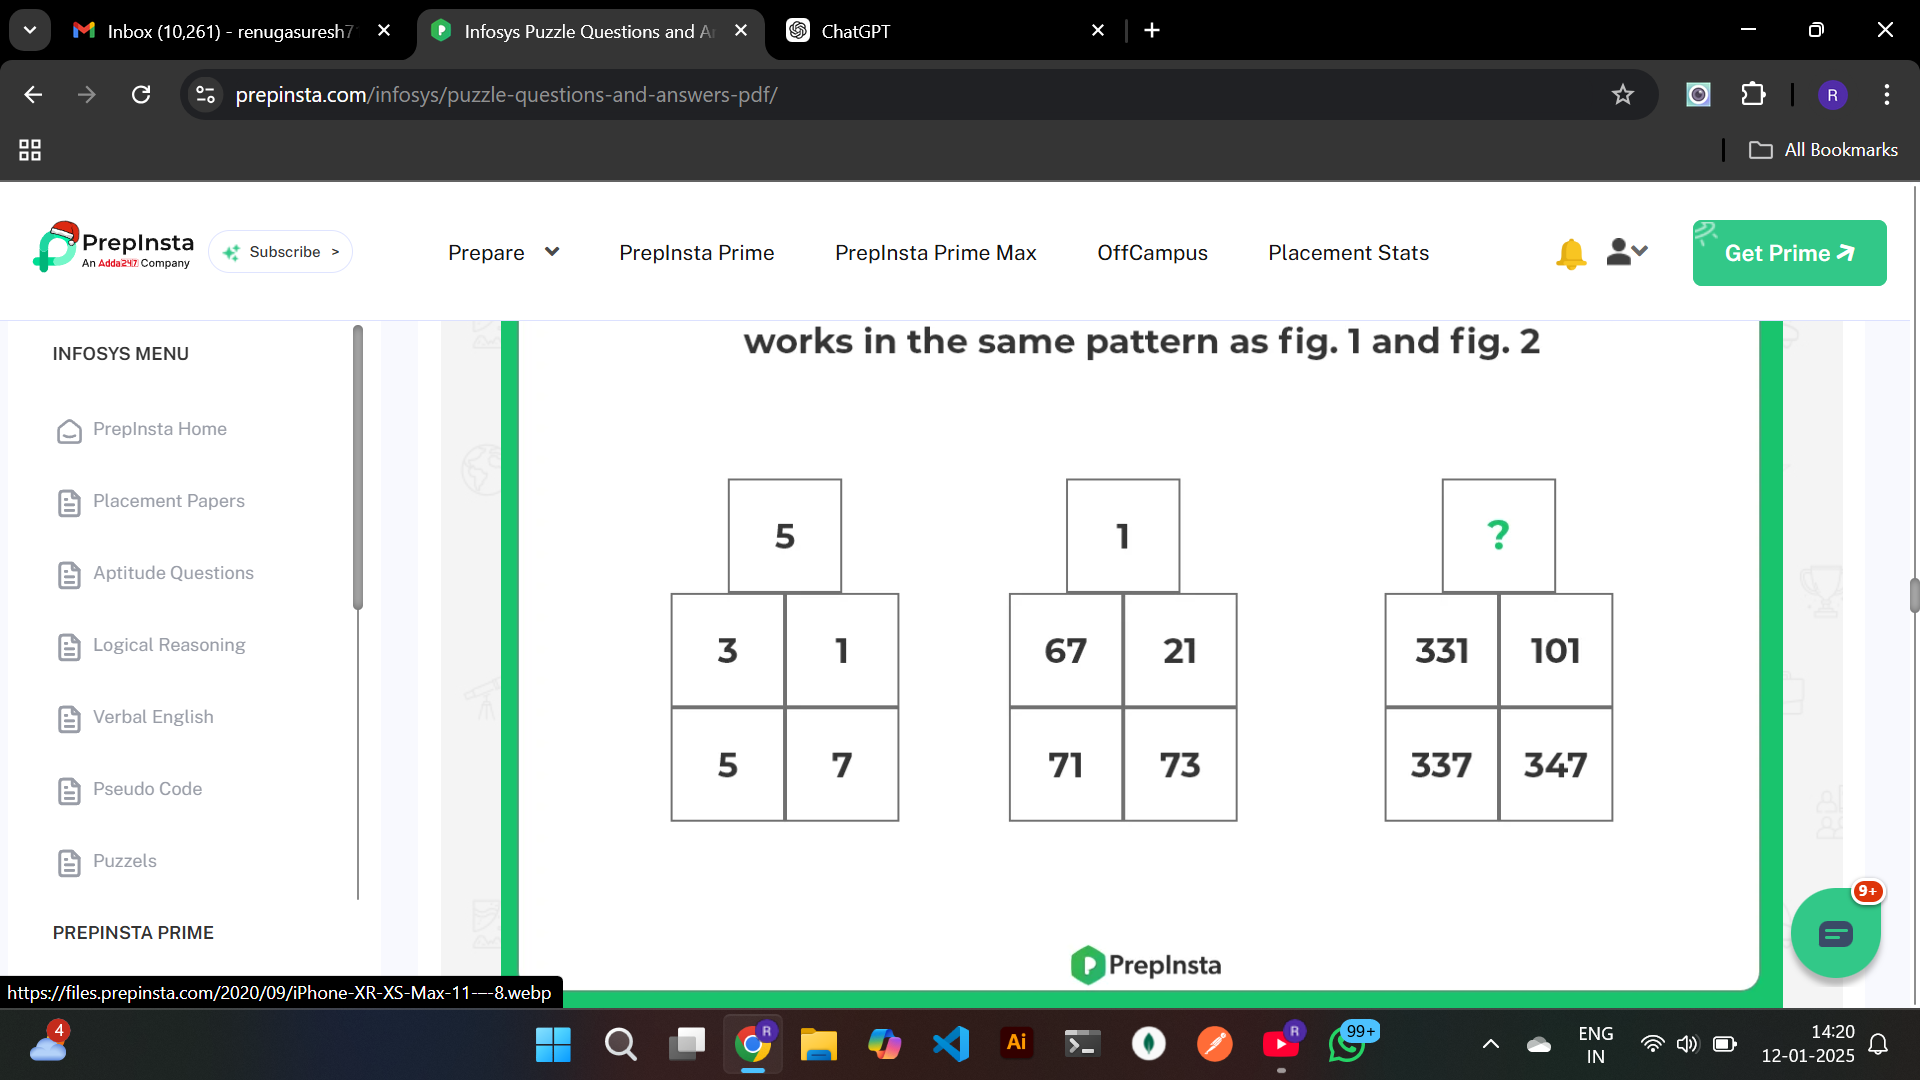 Inbox (10,261) - renugasuresh7
Infosys Puzzle Questions and A
ChatGPT
prepinsta.com/infosys/puzzle-questions-and-answers-pdf/
R
All Bookmarks
PrepInsta
An Adda247 Company
Subscribe >
Prepare
PrepInsta Prime
PrepInsta Prime Max
OffCampus
Placement Stats
Get Prime
INFOSYS MENU
PrepInsta Home
Placement Papers
Aptitude Questions
Logical Reasoning
Verbal English
Pseudo Code
Puzzels
PREPINSTA PRIME
works in the same pattern as fig. 1 and fig. 2
5 1 ?
3 1 67 21 331 101
5 7 71 73 337 347
PrepInsta
9+
https://files.prepinsta.com/2020/09/iPhone-XR-XS-Max-11-–-8.webp
4
R
Ai
R
99+
ENG
IN
14:20
12-01-2025